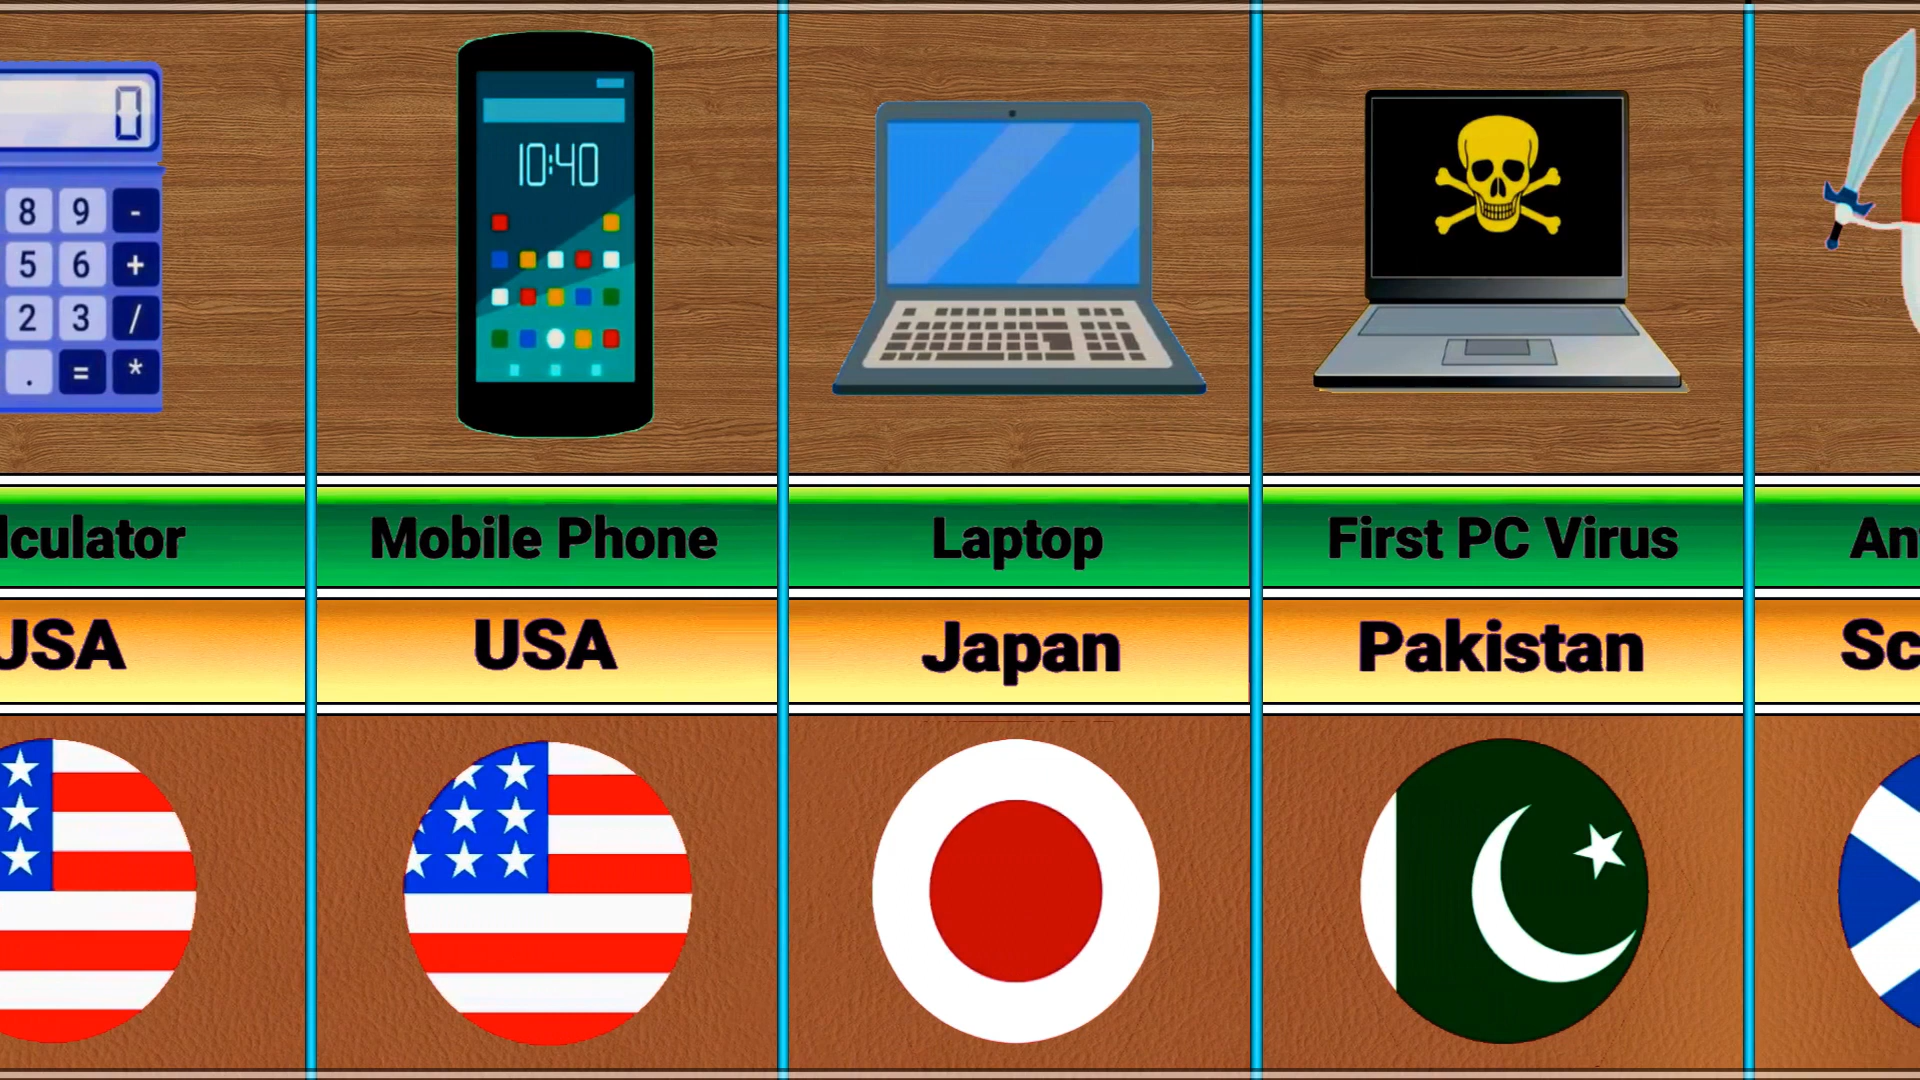 0
10:40
8 9 -
5 6 +
2 3 /
. = *
lculator
Mobile Phone
Laptop
First PC Virus
An
USA
USA
Japan
Pakistan
Sc